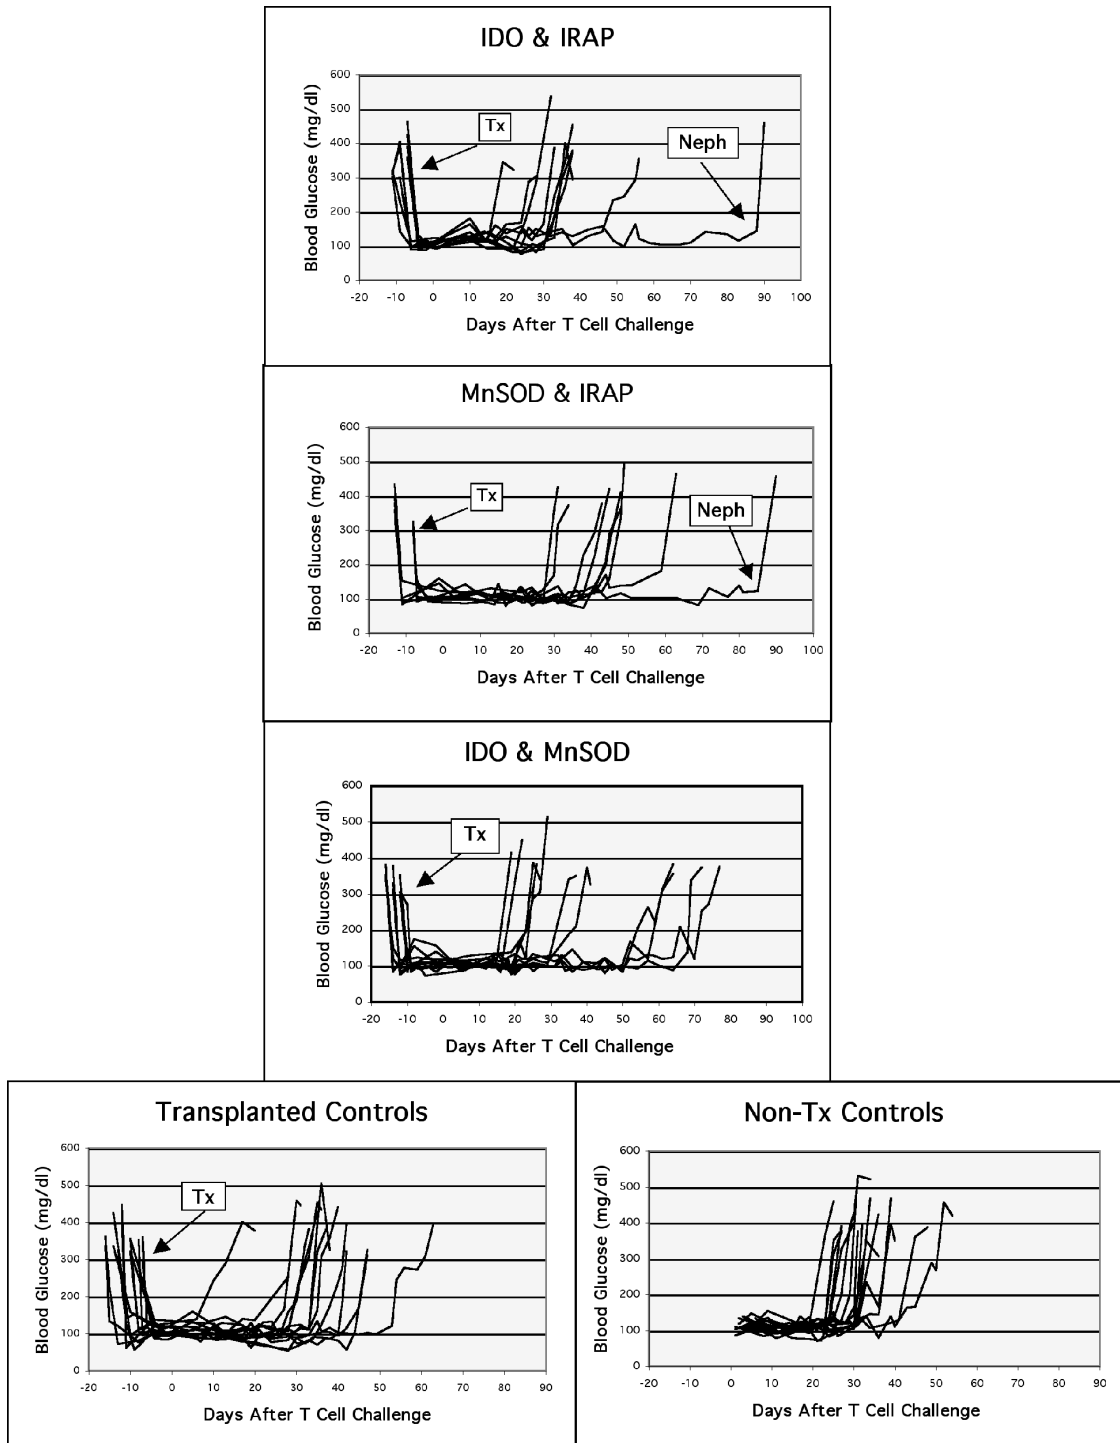 IDO & IRAP
Blood Glucose (mg/dl)
600
500
400
300
200
100
0
Tx
Neph
-20 -10 0 10 20 30 40 50 60 70 80 90 100
Days After T Cell Challenge
MnSOD & IRAP
Blood Glucose (mg/dl)
600
500
400
300
200
100
0
Tx
Neph
-20 -10 0 10 20 30 40 50 60 70 80 90 100
Days After T Cell Challenge
IDO & MnSOD
Blood Glucose (mg/dl)
600
500
400
300
200
100
0
Tx
-20 -10 0 10 20 30 40 50 60 70 80 90 100
Days After T Cell Challenge
Transplanted Controls
Blood Glucose (mg/dl)
600
500
400
300
200
100
0
Tx
-20 -10 0 10 20 30 40 50 60 70 80 90
Days After T Cell Challenge
Non-Tx Controls
Blood Glucose (mg/dl)
600
500
400
300
200
100
0
-20 -10 0 10 20 30 40 50 60 70 80 90
Days After T Cell Challenge